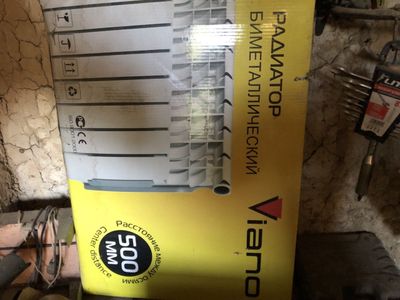 РАДИАТОР
БИМЕТАЛЛИЧЕСКИЙ
Viano
Расстояние между осями
500
ММ
Center distance